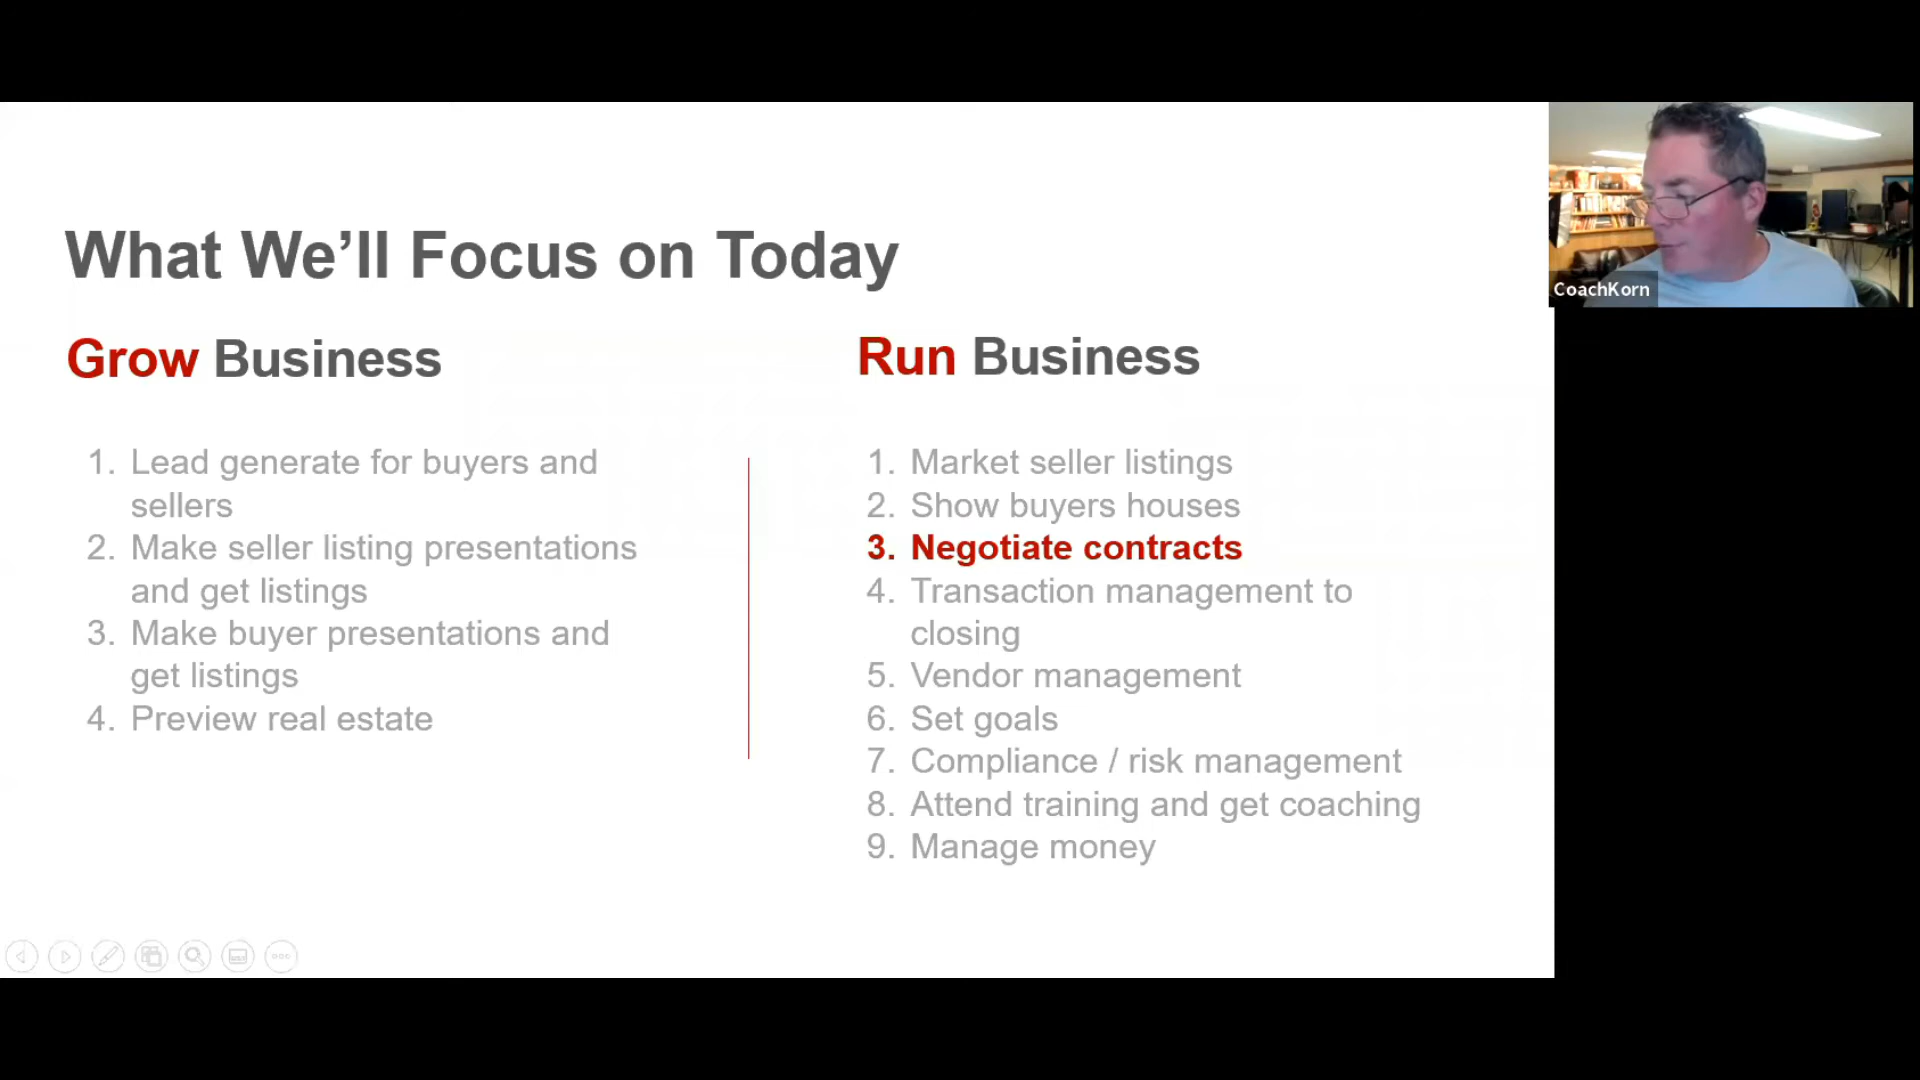 What We’ll Focus on Today
Grow Business
1. Lead generate for buyers and
sellers
2. Make seller listing presentations
and get listings
3. Make buyer presentations and
get listings
4. Preview real estate
Run Business
1. Market seller listings
2. Show buyers houses
3. Negotiate contracts
4. Transaction management to
closing
5. Vendor management
6. Set goals
7. Compliance / risk management
8. Attend training and get coaching
9. Manage money
CoachKorn